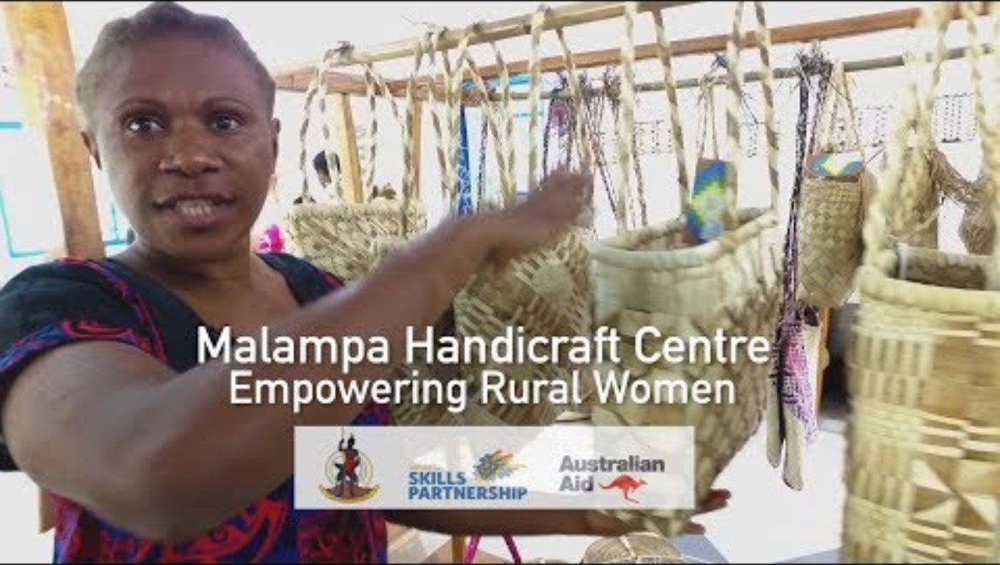 Malampa Handicraft Centre
Empowering Rural Women
SKILLS
PARTNERSHIP
Australian
Aid